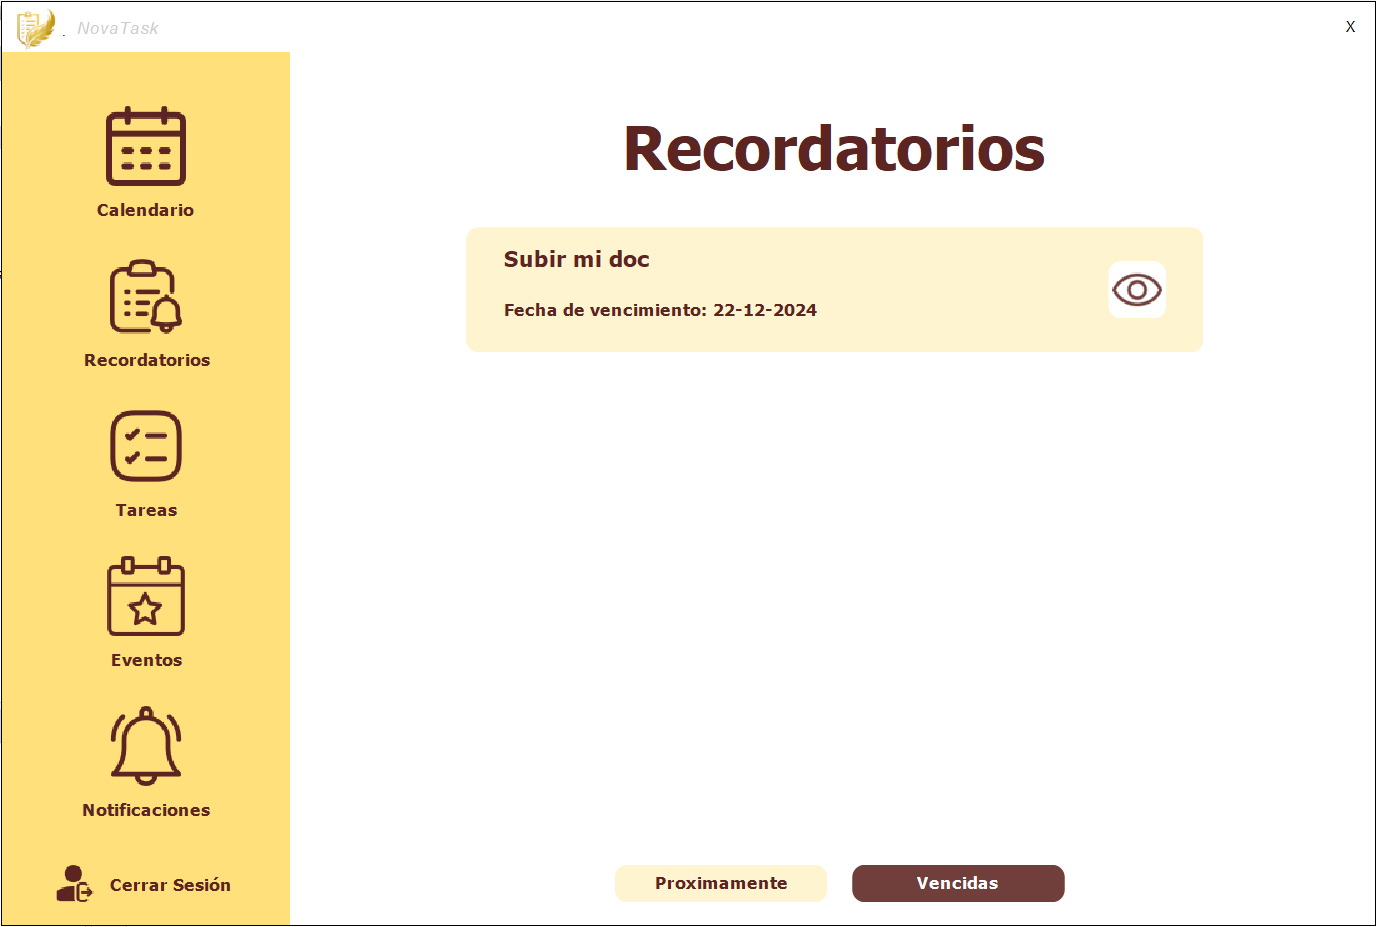 NovaTask
X
Calendario
Recordatorios
Tareas
Eventos
Notificaciones
Cerrar Sesión
Recordatorios
Subir mi doc
Fecha de vencimiento: 22-12-2024
Proximamente
Vencidas